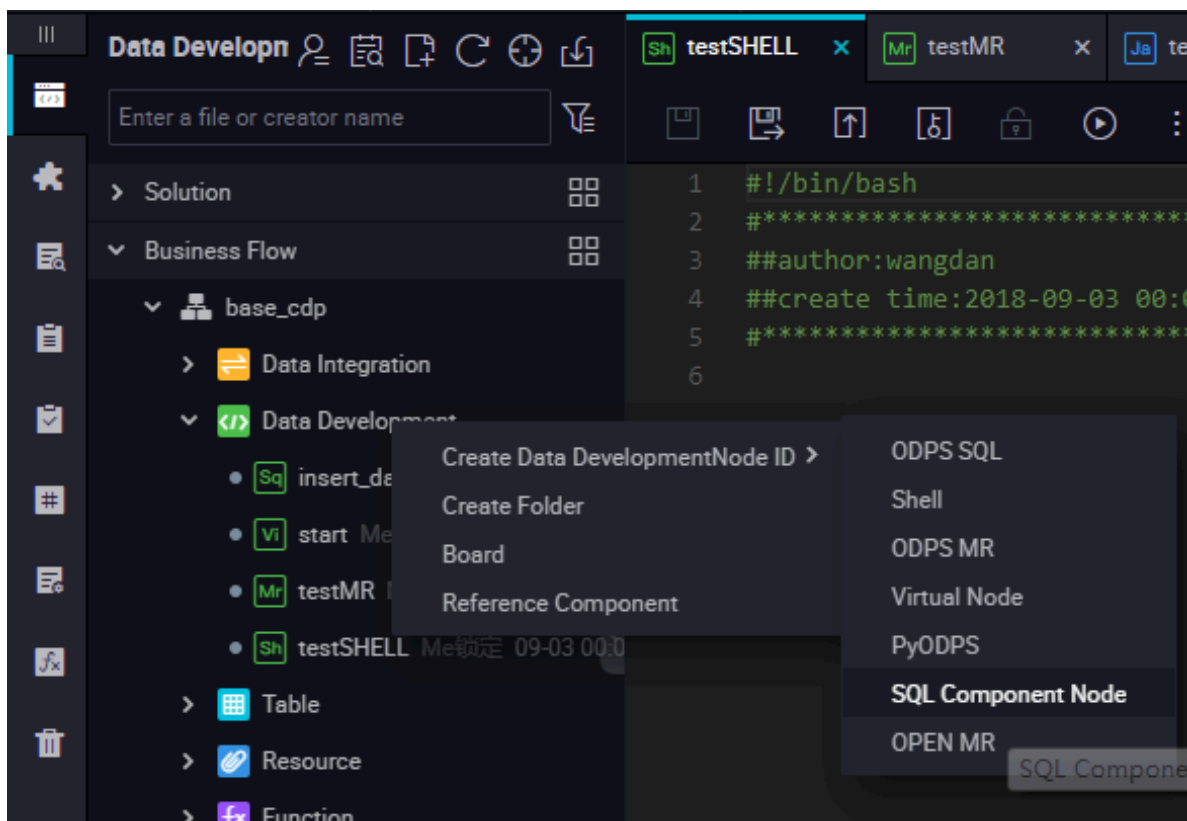 Data Developm
Enter a file or creator name
Solution
Business Flow
base_cdp
Data Integration
Data Development
Sq insert_da
Vi start Me
Mr testMR
Sh testSHELL Me锁定 09-03 00:0
Table
Resource
Function
Create Data DevelopmentNode ID
Create Folder
Board
Reference Component
ODPS SQL
Shell
ODPS MR
Virtual Node
PyODPS
SQL Component Node
OPEN MR
SQL Compone
Sh testSHELL
Mr testMR
Ja te
1 #!/bin/bash
2 #******************************
3 ##author:wangdan
4 ##create time:2018-09-03 00:0
5 #******************************
6